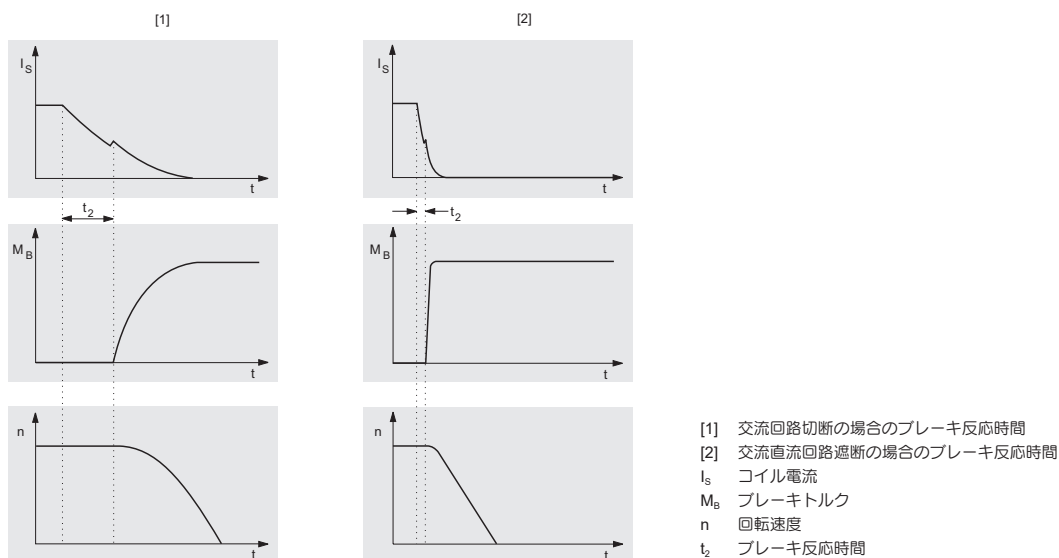 [1]
[2]
I_S
t
I_S
t
t_2
t_2
M_B
t
M_B
t
n
t
n
t
[1] 交流回路切断の場合のブレーキ反応時間
[2] 交流直流回路遮断の場合のブレーキ反応時間
I_S コイル電流
M_B ブレーキトルク
n 回転速度
t_2 ブレーキ反応時間